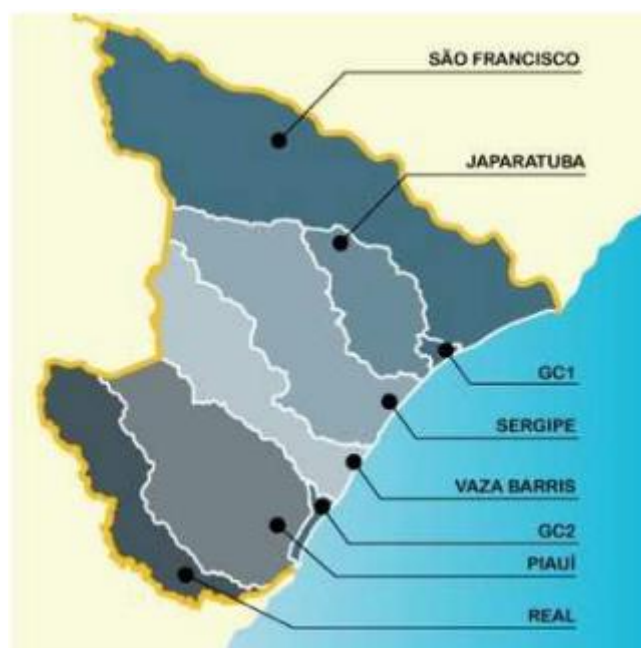 SÃO FRANCISCO
JAPARATUBA
GC1
SERGIPE
VAZA BARRIS
GC2
PIAUÍ
REAL